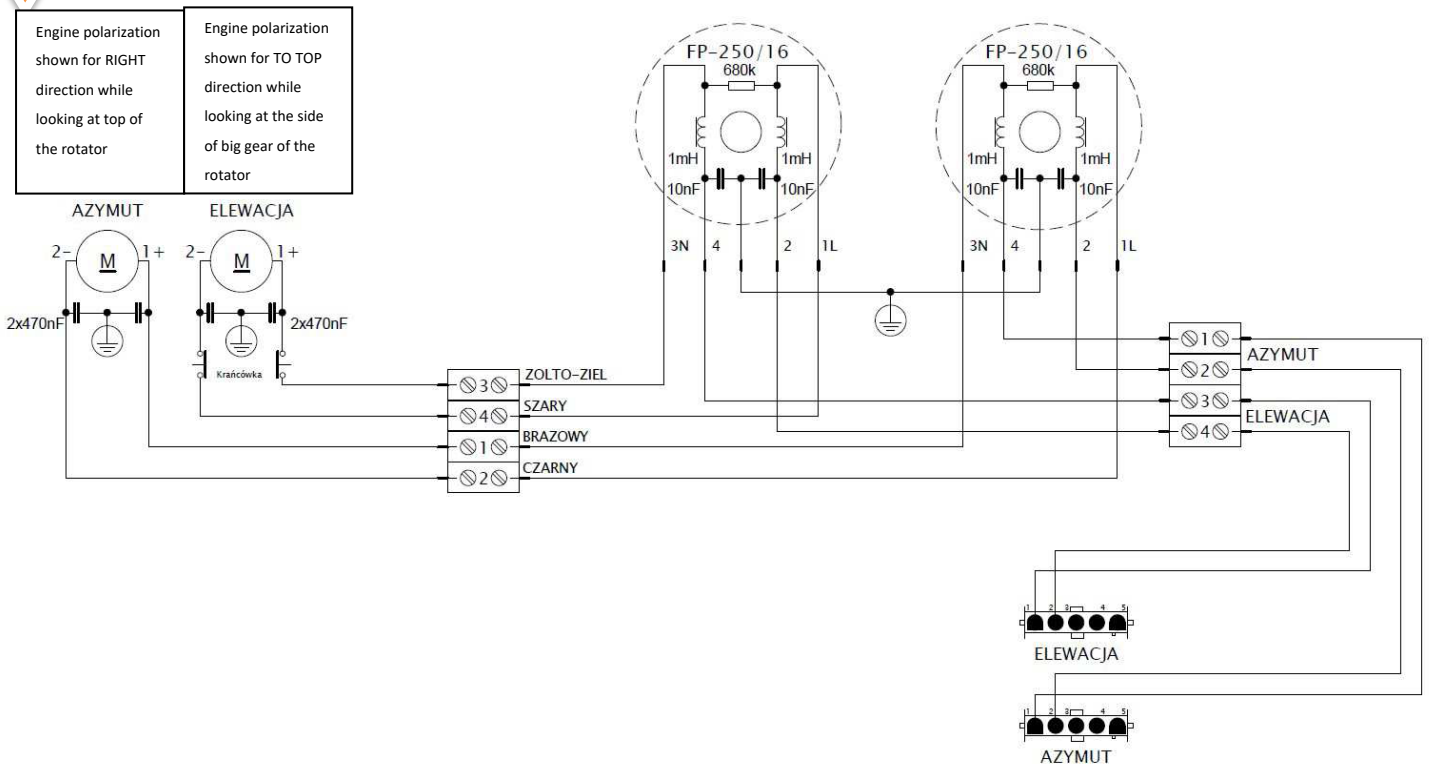 Engine polarization
shown for RIGHT
direction while
looking at top of
the rotator
Engine polarization
shown for TO TOP
direction while
looking at the side
of big gear of the
rotator
AZYMUT
ELEWACJA
2-
M
1+
2-
M
1+
2x470nF
2x470nF
Krańcówka
FP-250/16
680k
1mH
1mH
10nF
10nF
3N
4
2
1L
FP-250/16
680k
1mH
1mH
10nF
10nF
3N
4
2
1L
3
ZOLTO-ZIEL
4
SZARY
1
BRAZOWY
2
CZARNY
1
2
AZYMUT
3
4
ELEWACJA
1 2 3 4 5
ELEWACJA
1 2 3 4 5
AZYMUT